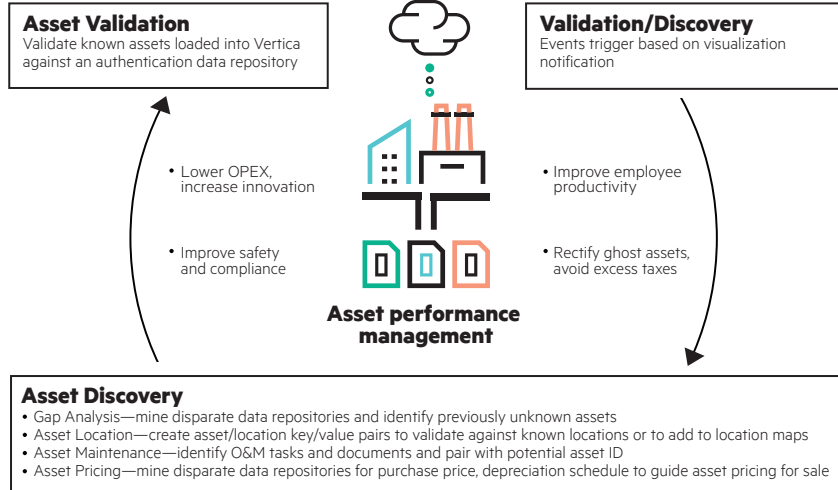 Asset Validation
Validate known assets loaded into Vertica
against an authentication data repository
Validation/Discovery
Events trigger based on visualization
notification
• Lower OPEX,
increase innovation
• Improve safety
and compliance
• Improve employee
productivity
• Rectify ghost assets,
avoid excess taxes
Asset performance
management
Asset Discovery
• Gap Analysis—mine disparate data repositories and identify previously unknown assets
• Asset Location—create asset/location key/value pairs to validate against known locations or to add to location maps
• Asset Maintenance—identify O&M tasks and documents and pair with potential asset ID
• Asset Pricing—mine disparate data repositories for purchase price, depreciation schedule to guide asset pricing for sale